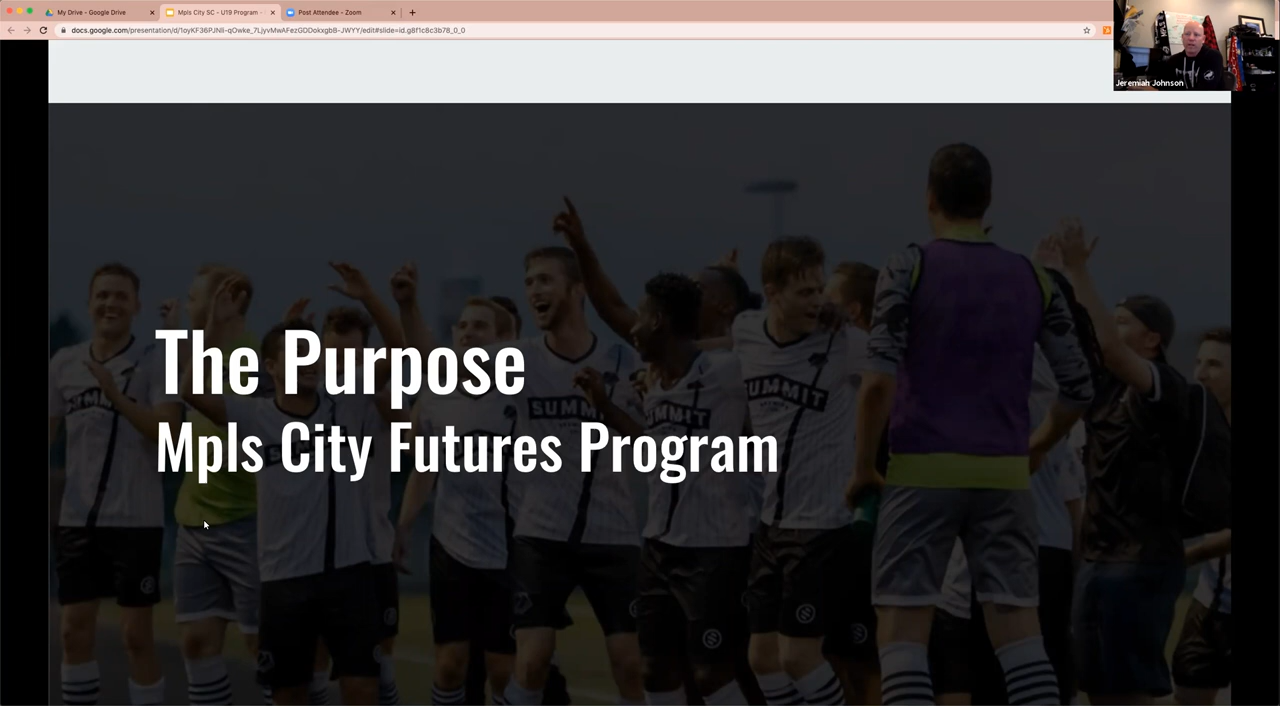 My Drive - Google Drive
Mpls City SC - U19 Program -
Post Attendee - Zoom
docs.google.com/presentation/d/1oyKF36PJNli-qOwke_7LjyvMwAFezGDDokxgbB-JWYY/edit#slide=id.g8f1c8c3b78_0_0
Jeremiah Johnson
The Purpose
Mpls City Futures Program
SUMMIT
SUMMIT
SUMMIT